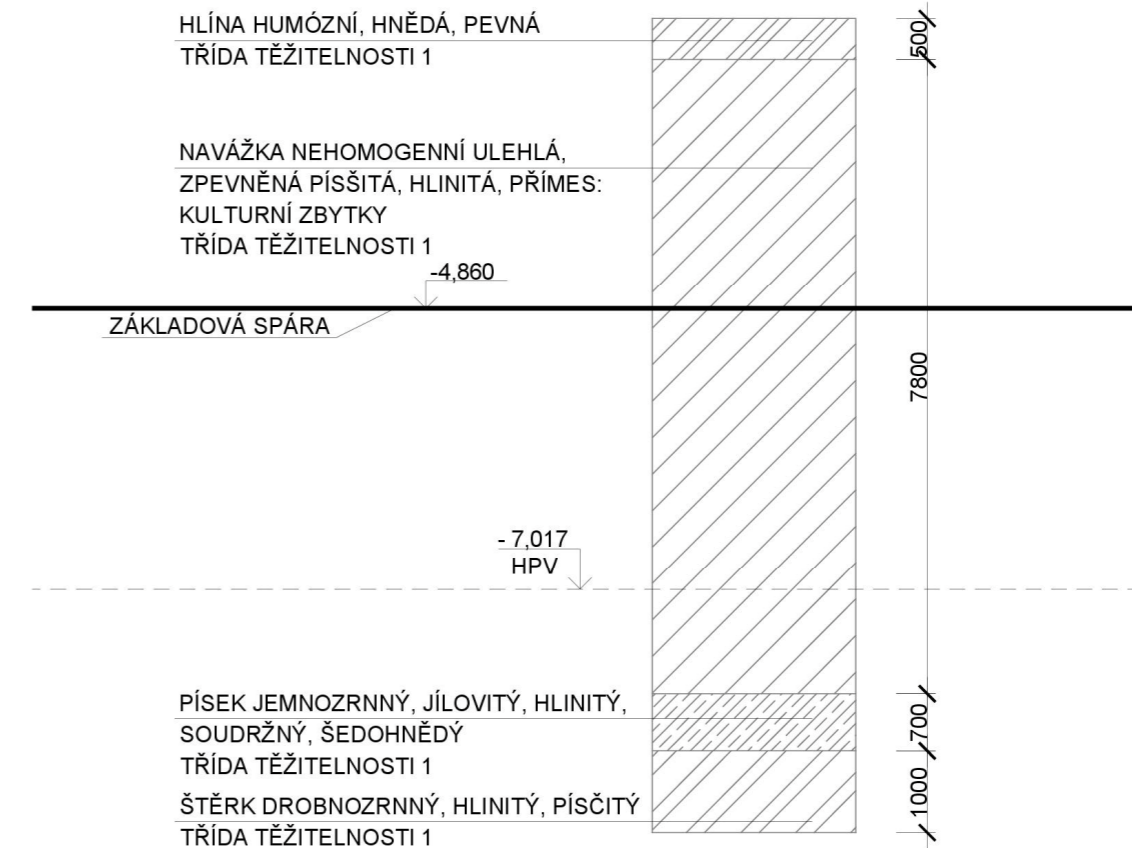 HLÍNA HUMÓZNÍ, HNĚDÁ, PEVNÁ
TŘÍDA TĚŽITELNOSTI 1
500
NAVÁŽKA NEHOMOGENNÍ ULEHLÁ,
ZPEVNĚNÁ PÍSŠITÁ, HLINITÁ, PŘÍMES:
KULTURNÍ ZBYTKY
TŘÍDA TĚŽITELNOSTI 1
-4,860
ZÁKLADOVÁ SPÁRA
7800
- 7,017
HPV
PÍSEK JEMNOZRNNÝ, JÍLOVITÝ, HLINITÝ,
SOUDRŽNÝ, ŠEDOHNĚDÝ
TŘÍDA TĚŽITELNOSTI 1
700
ŠTĚRK DROBNOZRNNÝ, HLINITÝ, PÍSČITÝ
TŘÍDA TĚŽITELNOSTI 1
1000